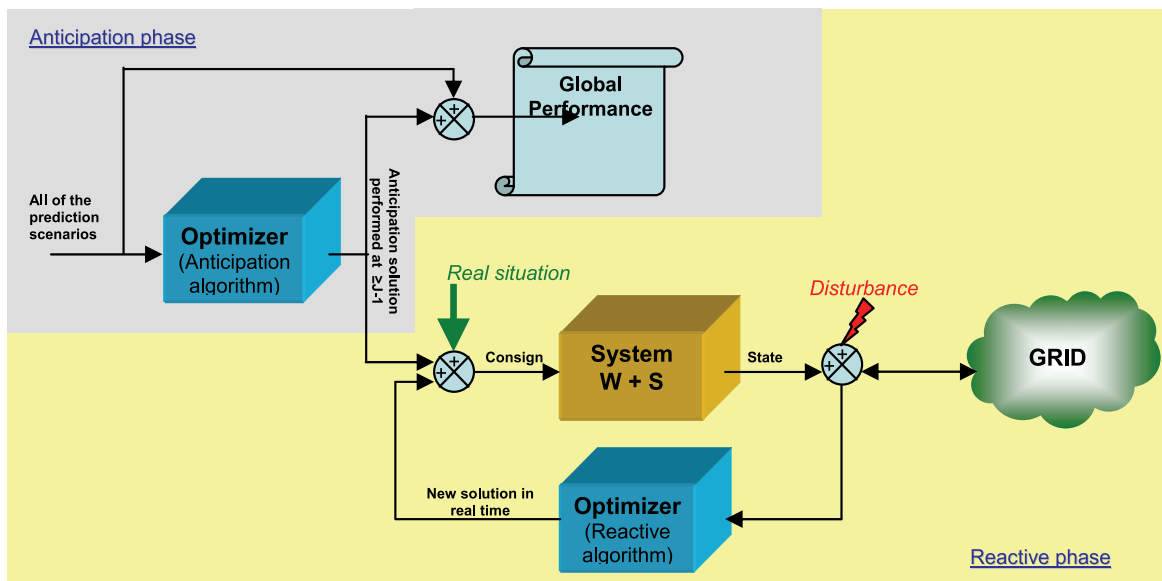 Anticipation phase
Global
Performance
+
+
All of the
prediction
scenarios
Optimizer
(Anticipation
algorithm)
Anticipation solution
performed at ≥J-1
Real situation
Disturbance
+
+
Consign
System
W + S
State
+
+
GRID
New solution in
real time
Optimizer
(Reactive
algorithm)
Reactive phase